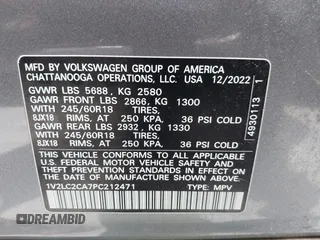 MFD BY VOLKSWAGEN GROUP OF AMERICA
CHATTANOOGA OPERATIONS, LLC. USA 12/2022
GVWR LBS 5688, KG 2580
GAWR FRONT LBS 2866, KG 1300
WITH 245/60R18 TIRES,
8JX18 RIMS, AT 250 KPA, 36 PSI COLD
GAWR REAR LBS 2932, KG 1330
WITH 245/60R18 TIRES,
8JX18 RIMS, AT 250 KPA, 36 PSI COLD
THIS VEHICLE CONFORMS TO ALL APPLICABLE
U.S. FEDERAL MOTOR VEHICLE SAFETY
STANDARDS IN EFFECT ON THE DATE OF
MANUFACTURE SHOWN ABOVE.
1V2LC2CA7PC212471 TYPE: MPV
4930113 1